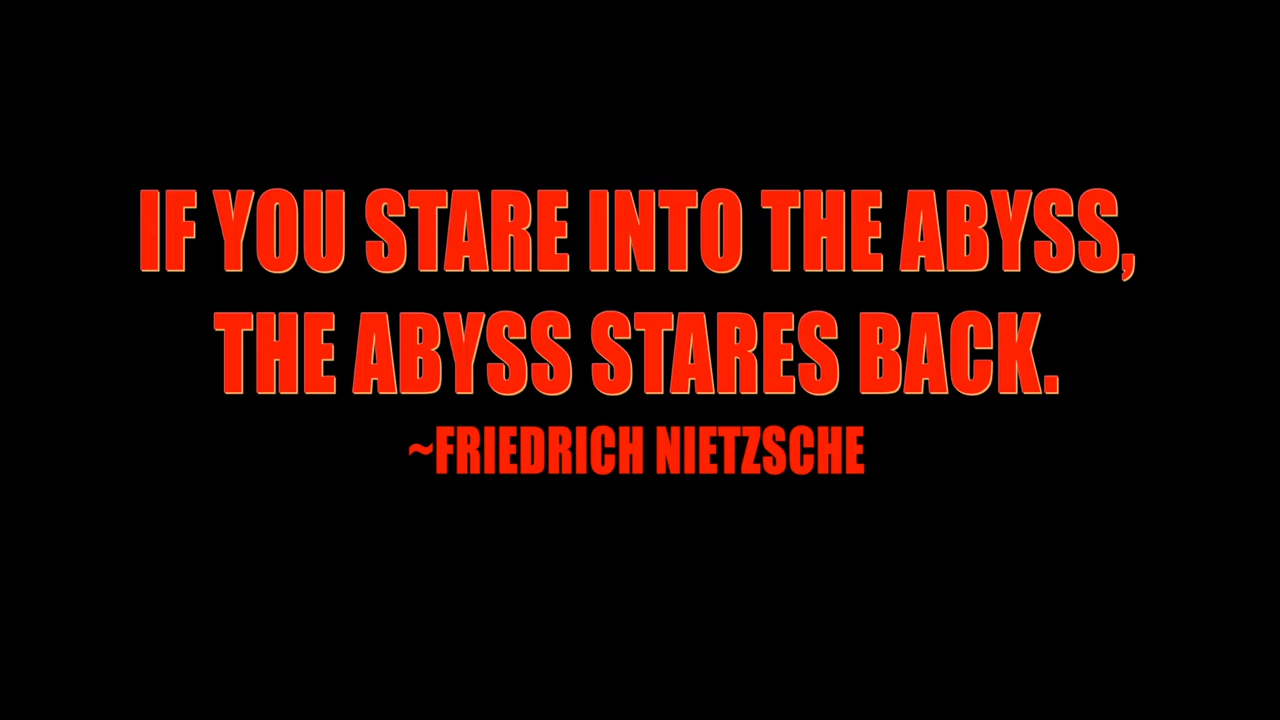 IF YOU STARE INTO THE ABYSS,
THE ABYSS STARES BACK.
~FRIEDRICH NIETZSCHE